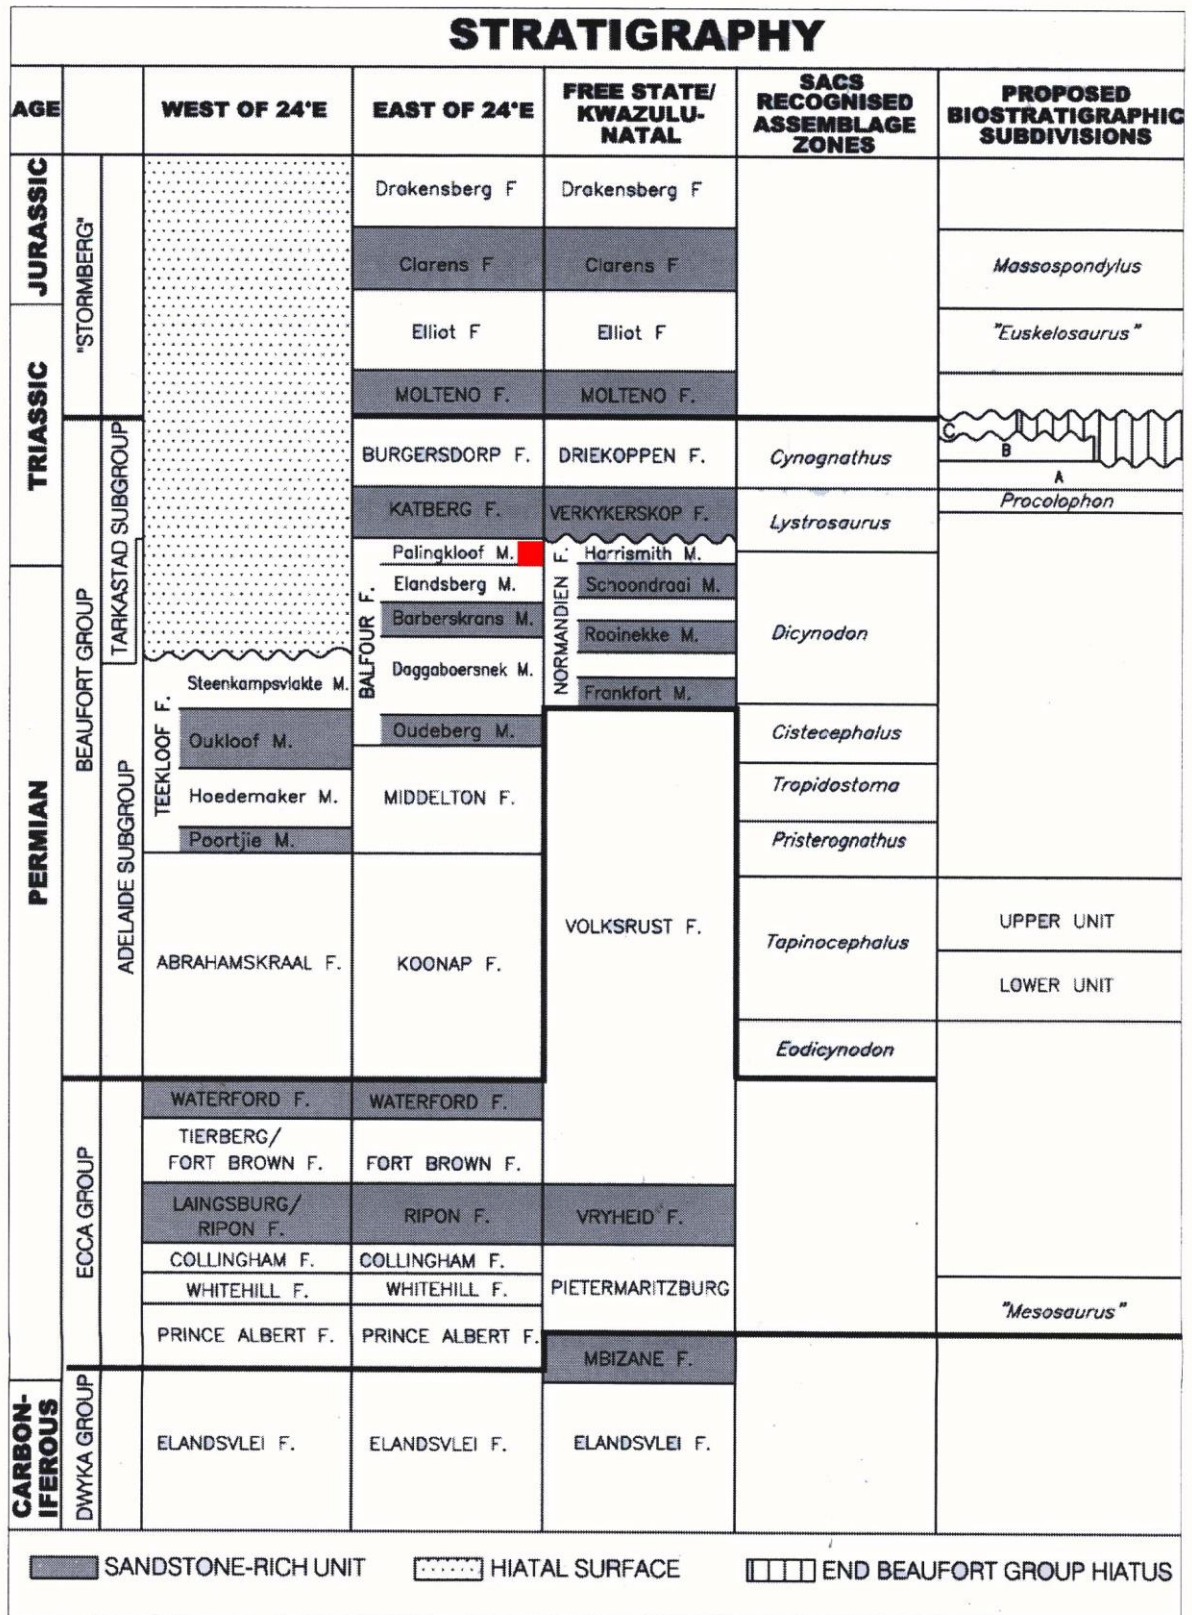 STRATIGRAPHY
AGE
WEST OF 24°E
EAST OF 24°E
FREE STATE/
KWAZULU-
NATAL
SACS
RECOGNISED
ASSEMBLAGE
ZONES
PROPOSED
BIOSTRATIGRAPHIC
SUBDIVISIONS
JURASSIC
TRIASSIC
PERMIAN
CARBON-
IFEROUS
"STORMBERG"
BEAUFORT GROUP
ECCA GROUP
DWYKA GROUP
TARKASTAD SUBGROUP
ADELAIDE SUBGROUP
TEEKLOOF F.
Steenkampsvlakte M.
Oukloof M.
Hoedemaker M.
Poortjie M.
ABRAHAMSKRAAL F.
WATERFORD F.
TIERBERG/
FORT BROWN F.
LAINGSBURG/
RIPON F.
COLLINGHAM F.
WHITEHILL F.
PRINCE ALBERT F.
ELANDSVLEI F.
Drakensberg F
Clarens F
Elliot F
MOLTENO F.
BURGERSDORP F.
KATBERG F.
BALFOUR F.
Palingkloof M.
Elandsberg M.
Barberskrans M.
Daggaboersnek M.
Oudeberg M.
MIDDELTON F.
KOONAP F.
WATERFORD F.
FORT BROWN F.
RIPON F.
COLLINGHAM F.
WHITEHILL F.
PRINCE ALBERT F.
ELANDSVLEI F.
Drakensberg F
Clarens F
Elliot F
MOLTENO F.
DRIEKOPPEN F.
VERKYKERSKOP F.
NORMANDIEN F.
Harrismith M.
Schoondraai M.
Rooinekke M.
Frankfort M.
VOLKSRUST F.
VRYHEID F.
PIETERMARITZBURG
MBIZANE F.
ELANDSVLEI F.
Cynognathus
Lystrosaurus
Dicynodon
Cistecephalus
Tropidostoma
Pristerognathus
Tapinocephalus
Eodicynodon
Massospondylus
"Euskelosaurus"
C
B
A
Procolophon
UPPER UNIT
LOWER UNIT
"Mesosaurus"
SANDSTONE-RICH UNIT
HIATAL SURFACE
END BEAUFORT GROUP HIATUS